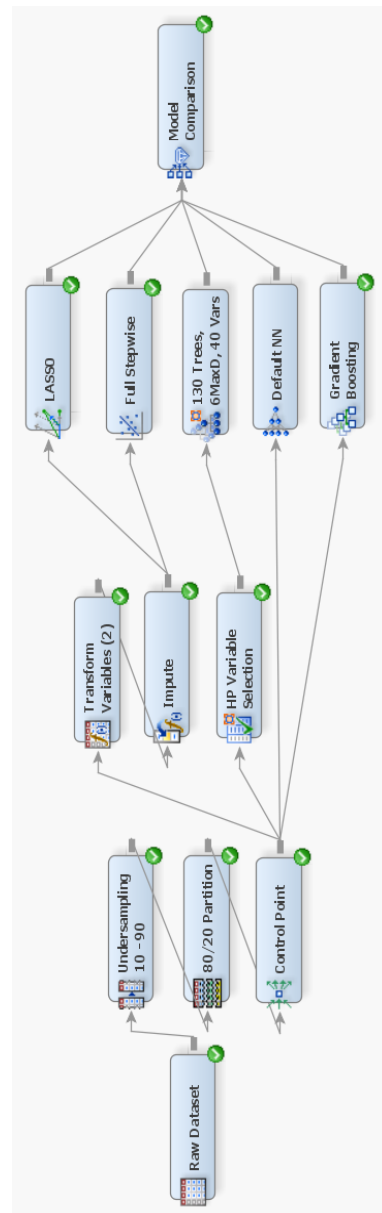 Raw Dataset
Undersampling
10 - 90
80/20 Partition
Control Point
Transform
Variables (2)
Impute
HP Variable
Selection
LASSO
Full Stepwise
130 Trees,
6MaxD, 40 Vars
Default NN
Gradient
Boosting
Model
Comparison